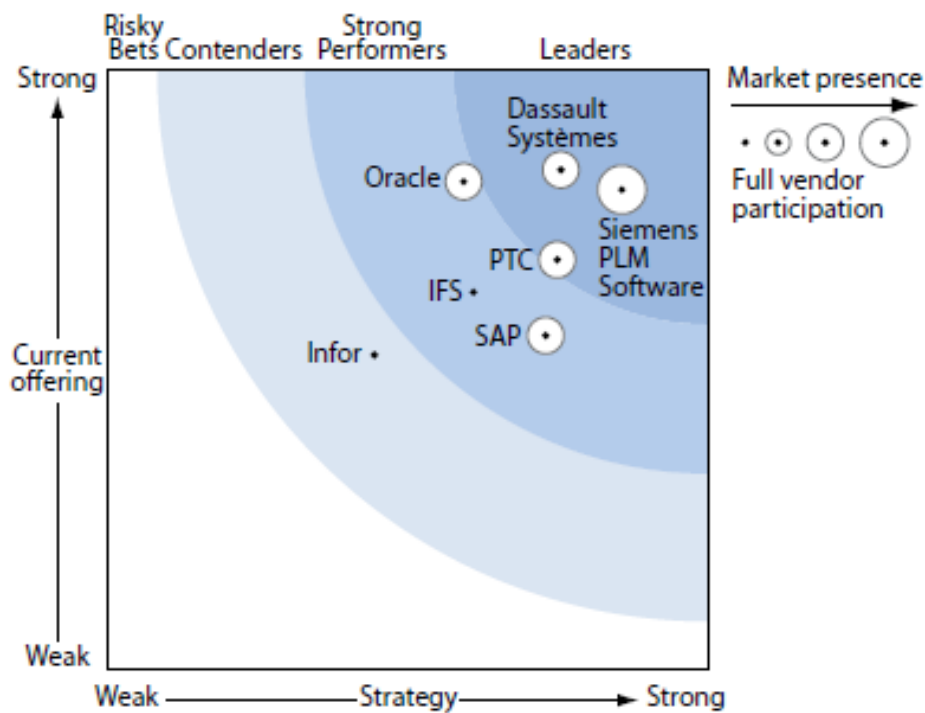 Risky
Bets
Contenders
Strong
Performers
Leaders
Strong
Market presence
Full vendor
participation
Dassault
Systèmes
Oracle
Siemens
PLM
Software
PTC
IFS
SAP
Infor
Current
offering
Weak
Weak
Strategy
Strong